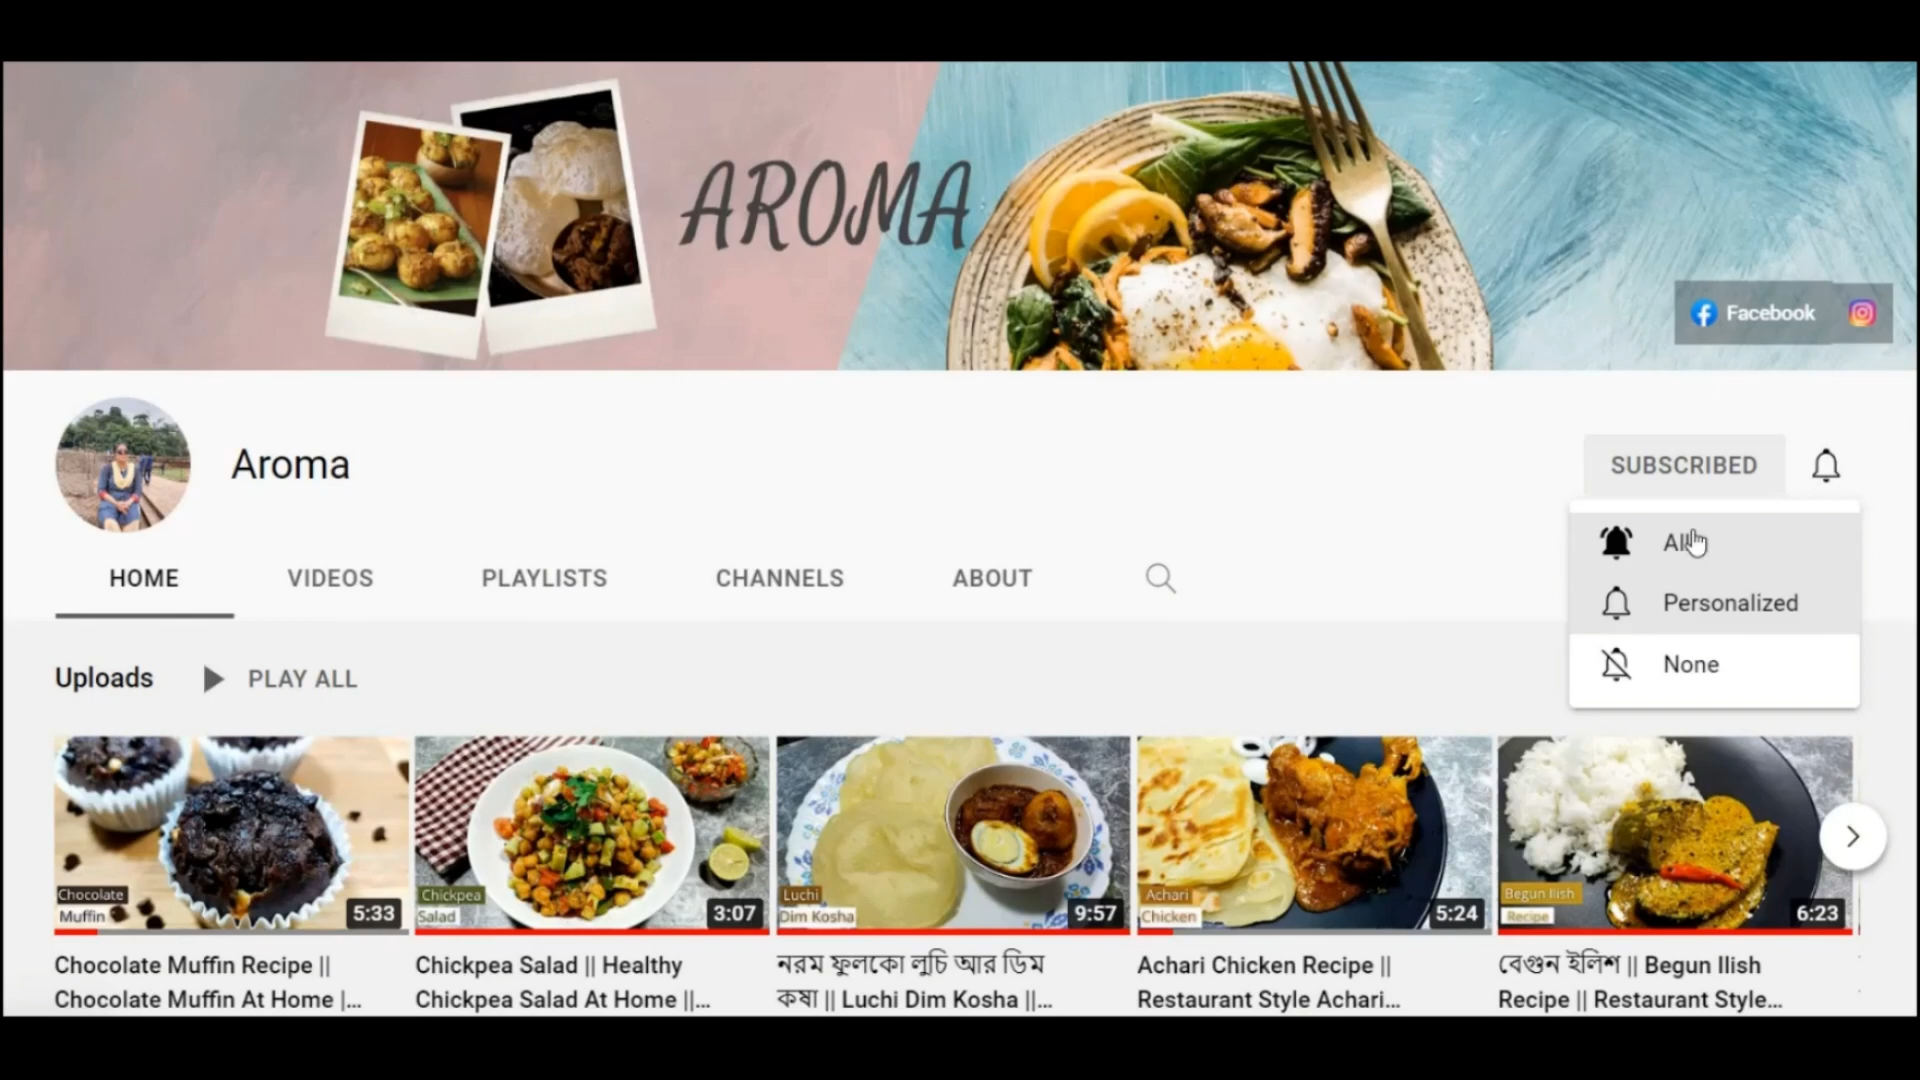 AROMA
Facebook
Aroma
SUBSCRIBED
All
Personalized
None
HOME VIDEOS PLAYLISTS CHANNELS ABOUT
Uploads PLAY ALL
Chocolate
Muffin
5:33
Chickpea
Salad
3:07
Luchi
Dim Kosha
9:57
Achari
Chicken
5:24
Begun Ilish
Recipe
6:23
Chocolate Muffin Recipe ||
Chocolate Muffin At Home |...
Chickpea Salad || Healthy
Chickpea Salad At Home ||...
নরম ফুলকো লুচি আর ডিম
কষা || Luchi Dim Kosha ||...
Achari Chicken Recipe ||
Restaurant Style Achari...
বেগুন ইলিশ || Begun Ilish
Recipe || Restaurant Style...